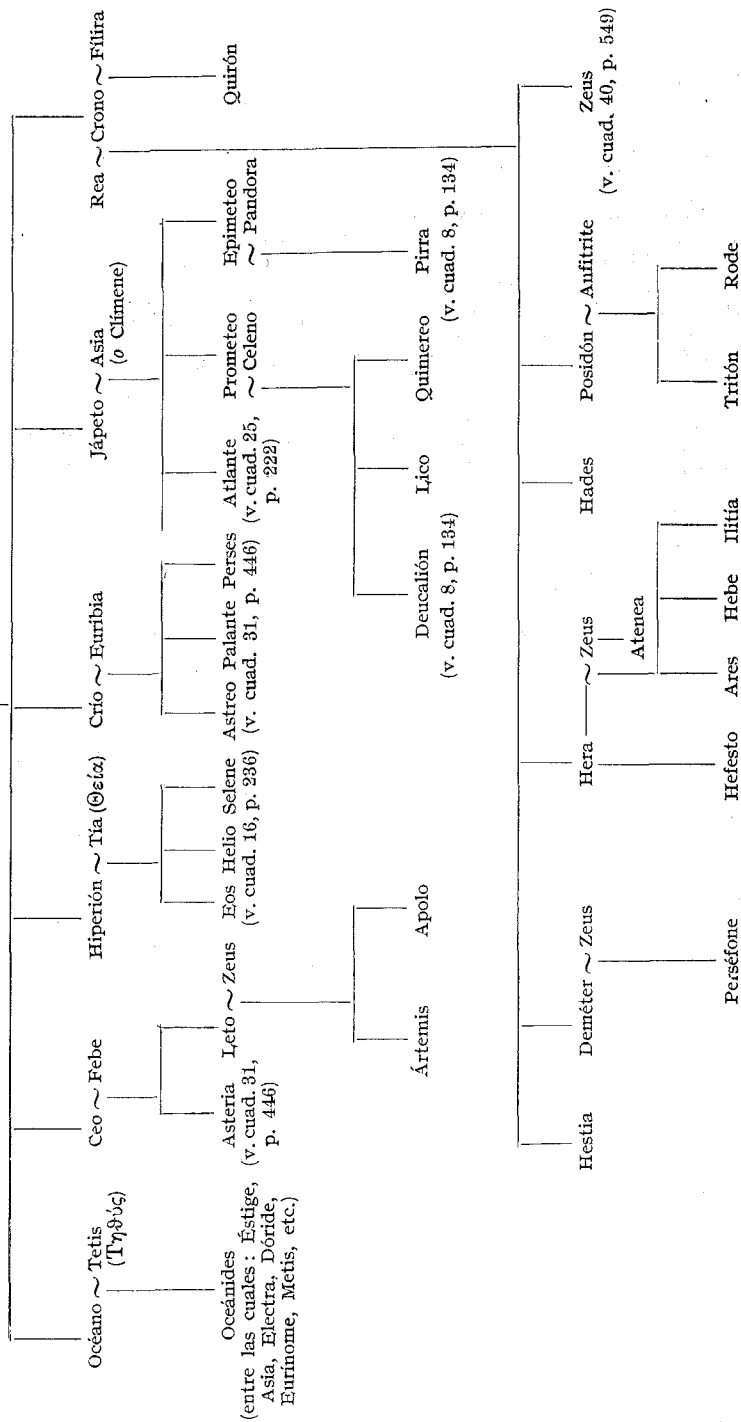 Océano ~ Tetis
(Τηϑύς)
Ceo ~ Febe
Hiperión ~ Tía (Θεία)
Crío ~ Euribia
Jápeto ~ Asia
(o Clímene)
Rea ~ Crono ~ Fílira
Oceánides
(entre las cuales: Éstige,
Asia, Electra, Dóride,
Eurínome, Metis, etc.)
Asteria
(v. cuad. 31,
p. 446)
Leto ~ Zeus
Eos Helio Selene
(v. cuad. 16, p. 236)
Astreo Palante Perses
(v. cuad. 31, p. 446)
Atlante
(v. cuad. 25,
p. 222)
Prometeo
~ Celeno
Epimeteo
~ Pandora
Quirón
Ártemis
Apolo
Deucalión
(v. cuad. 8, p. 134)
Lico
Quimereo
Pirra
(v. cuad. 8, p. 134)
Hestia
Deméter ~ Zeus
Hera ~ Zeus
Hades
Posidón ~ Anfitrite
Zeus
(v. cuad. 40, p. 549)
Atenea
Perséfone
Hefesto
Ares
Hebe
Ilitía
Tritón
Rode